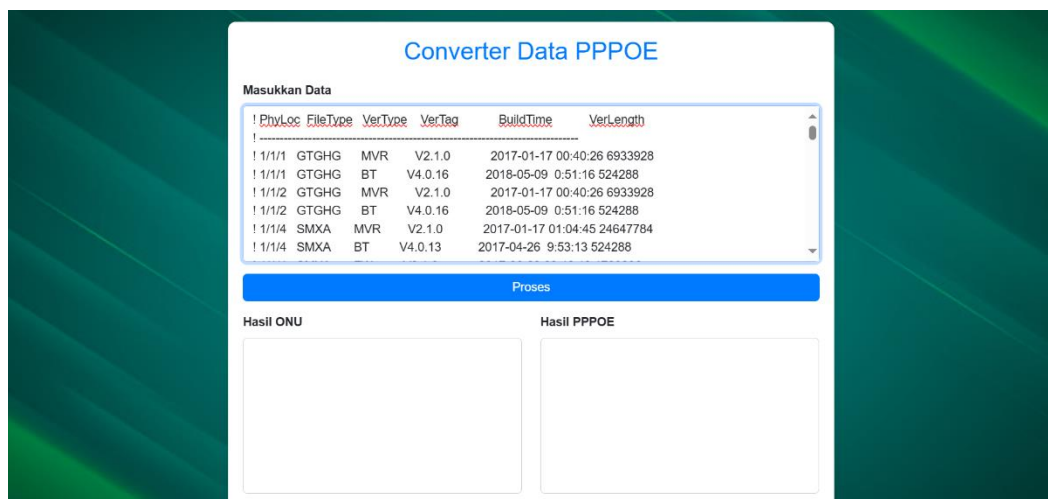 Converter Data PPPOE
Masukkan Data
! PhyLoc FileType VerType VerTag BuildTime VerLength
! -------------------------------------------------------------------------------
! 1/1/1 GTGHG MVR V2.1.0 2017-01-17 00:40:26 6933928
! 1/1/1 GTGHG BT V4.0.16 2018-05-09 0:51:16 524288
! 1/1/2 GTGHG MVR V2.1.0 2017-01-17 00:40:26 6933928
! 1/1/2 GTGHG BT V4.0.16 2018-05-09 0:51:16 524288
! 1/1/4 SMXA MVR V2.1.0 2017-01-17 01:04:45 24647784
! 1/1/4 SMXA BT V4.0.13 2017-04-26 9:53:13 524288
Proses
Hasil ONU Hasil PPPOE